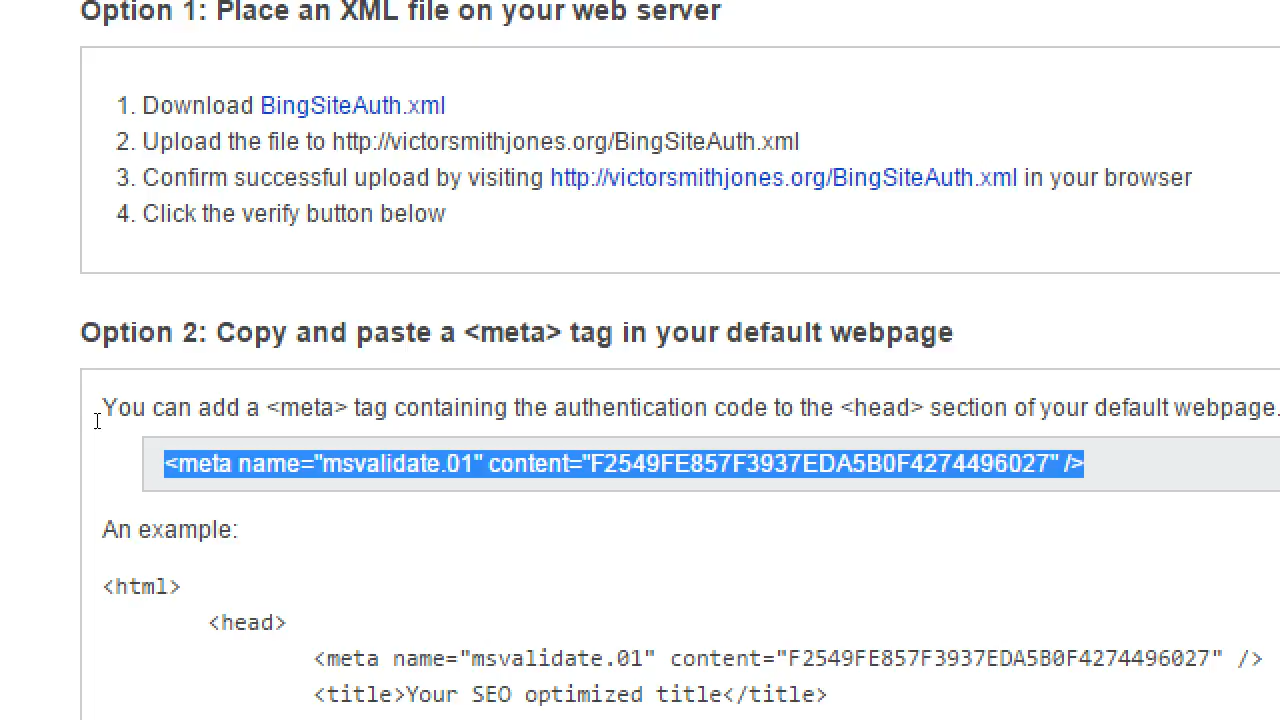 Option 1: Place an XML file on your web server
1. Download BingSiteAuth.xml
2. Upload the file to http://victorsmithjones.org/BingSiteAuth.xml
3. Confirm successful upload by visiting http://victorsmithjones.org/BingSiteAuth.xml in your browser
4. Click the verify button below
Option 2: Copy and paste a <meta> tag in your default webpage
You can add a <meta> tag containing the authentication code to the <head> section of your default webpage.
<meta name="msvalidate.01" content="F2549FE857F3937EDA5B0F4274496027" />
An example:
<html>
<head>
<meta name="msvalidate.01" content="F2549FE857F3937EDA5B0F4274496027" />
<title>Your SEO optimized title</title>